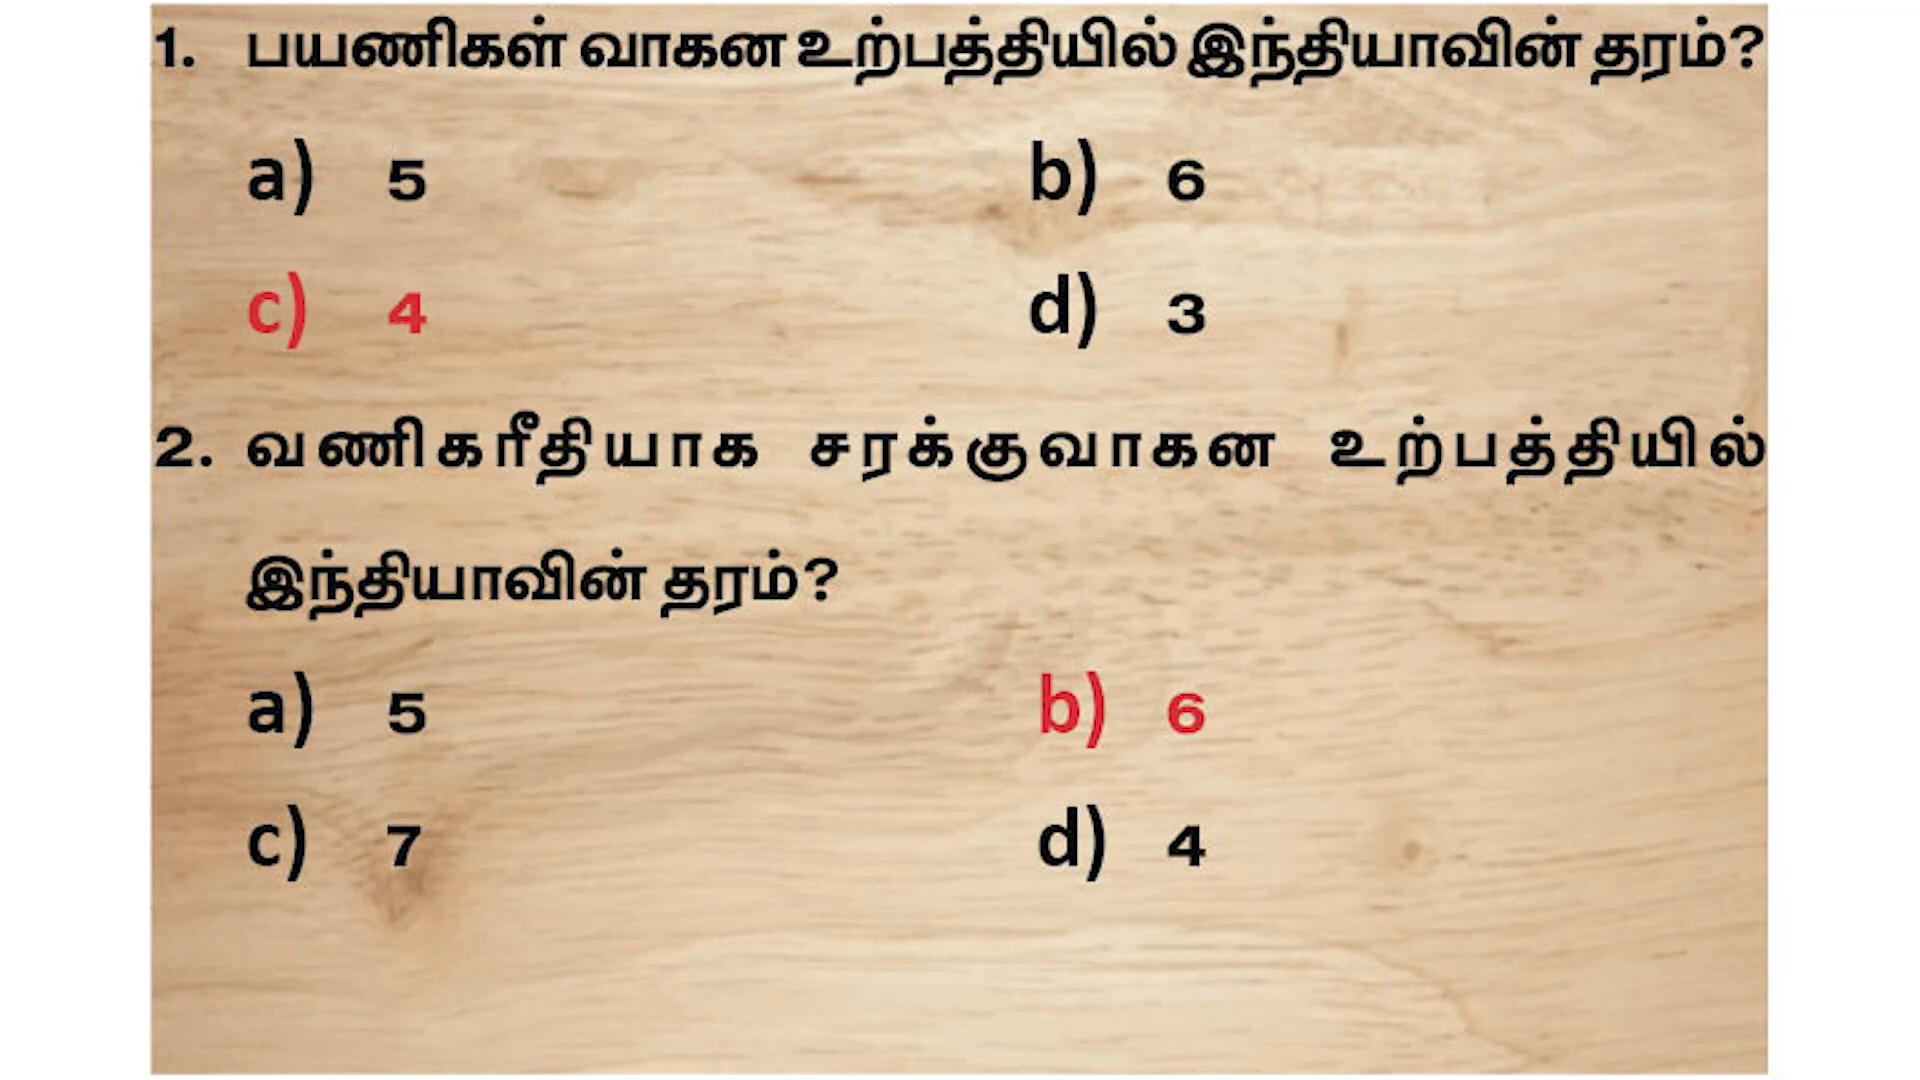 1. பயணிகள் வாகன உற்பத்தியில் இந்தியாவின் தரம்?
a) 5 b) 6
c) 4 d) 3
2. வணிகரீதியாக சரக்குவாகன உற்பத்தியில்
இந்தியாவின் தரம்?
a) 5 b) 6
c) 7 d) 4